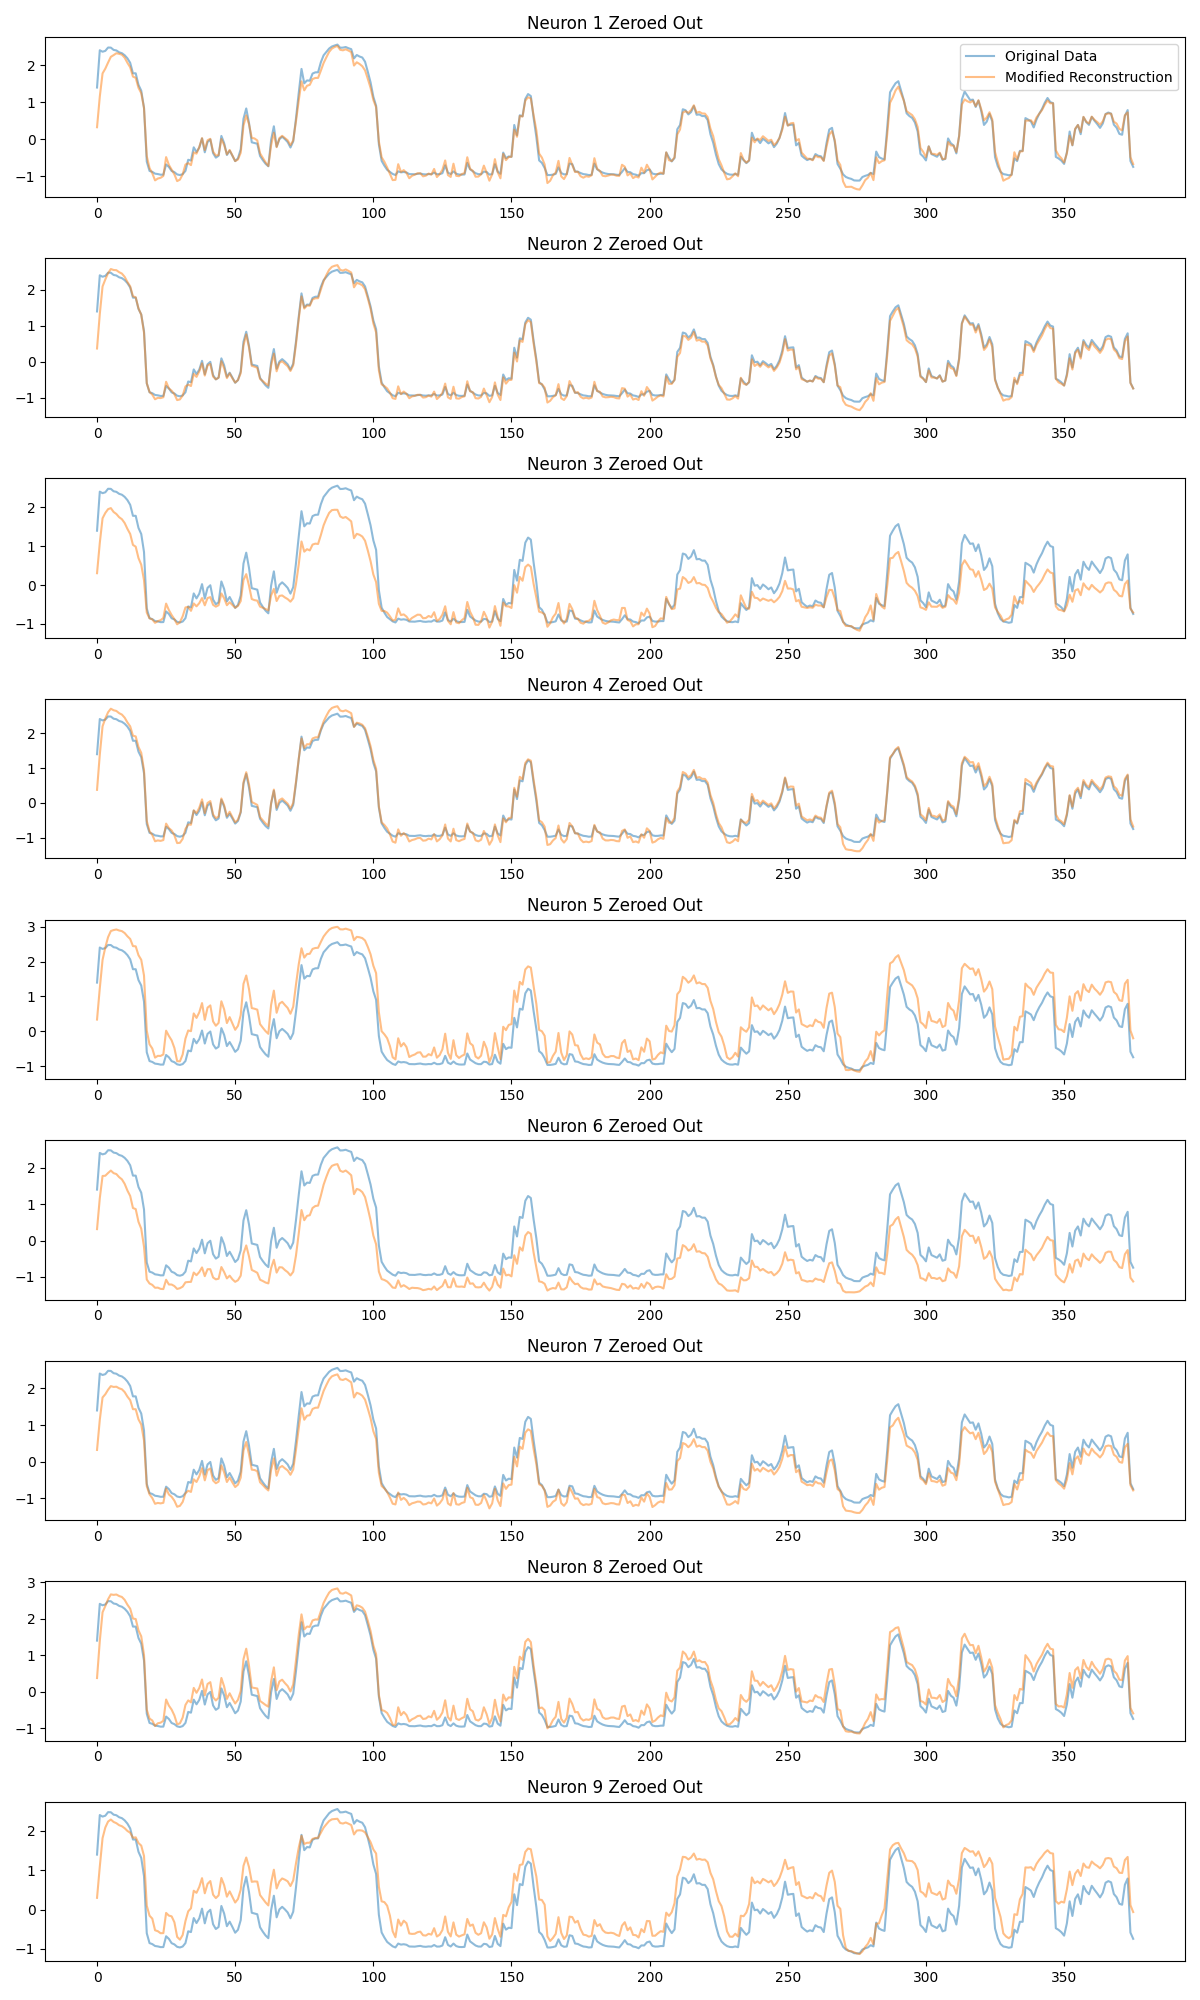 Neuron 1 Zeroed Out
Original Data
Modified Reconstruction
2
1
0
−1
0 50 100 150 200 250 300 350
Neuron 2 Zeroed Out
2
1
0
−1
0 50 100 150 200 250 300 350
Neuron 3 Zeroed Out
2
1
0
−1
0 50 100 150 200 250 300 350
Neuron 4 Zeroed Out
2
1
0
−1
0 50 100 150 200 250 300 350
Neuron 5 Zeroed Out
3
2
1
0
−1
0 50 100 150 200 250 300 350
Neuron 6 Zeroed Out
2
1
0
−1
0 50 100 150 200 250 300 350
Neuron 7 Zeroed Out
2
1
0
−1
0 50 100 150 200 250 300 350
Neuron 8 Zeroed Out
3
2
1
0
−1
0 50 100 150 200 250 300 350
Neuron 9 Zeroed Out
2
1
0
−1
0 50 100 150 200 250 300 350